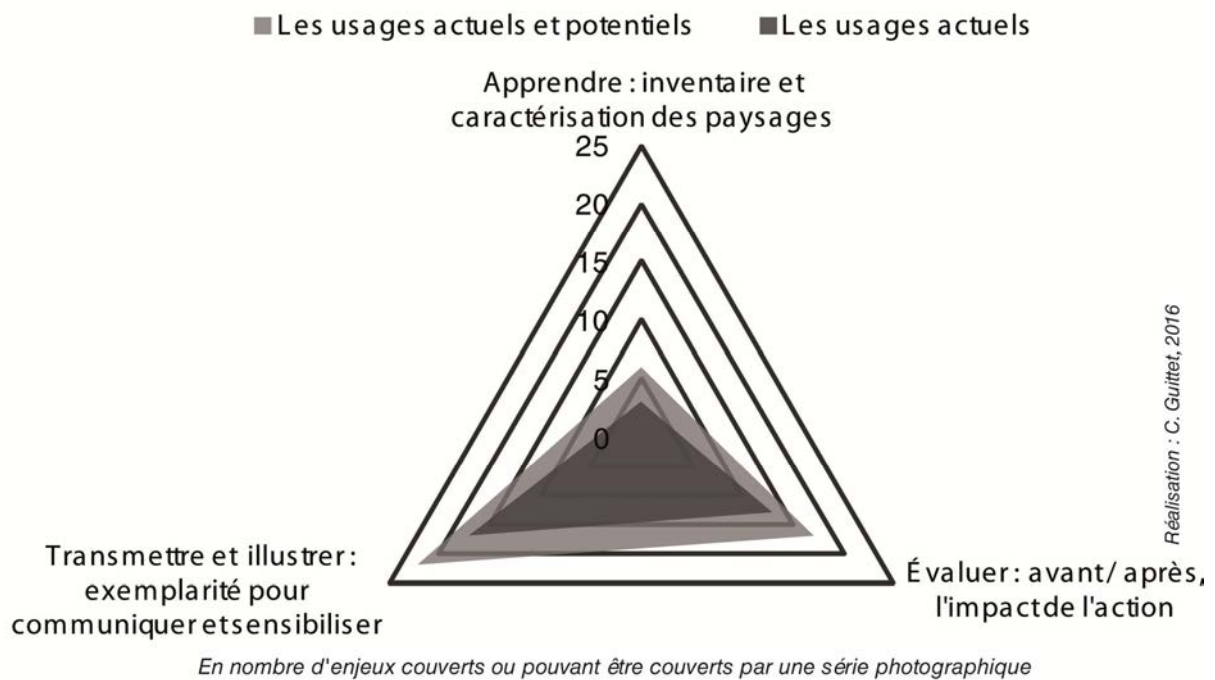 Les usages actuels et potentiels
Les usages actuels
Apprendre : inventaire et
caractérisation des paysages
25
20
15
10
5
0
Réalisation : C. Guittet, 2016
Transmettre et illustrer :
exemplarité pour
communiquer et sensibiliser
Évaluer : avant/ après,
l'impact de l'action
En nombre d'enjeux couverts ou pouvant être couverts par une série photographique